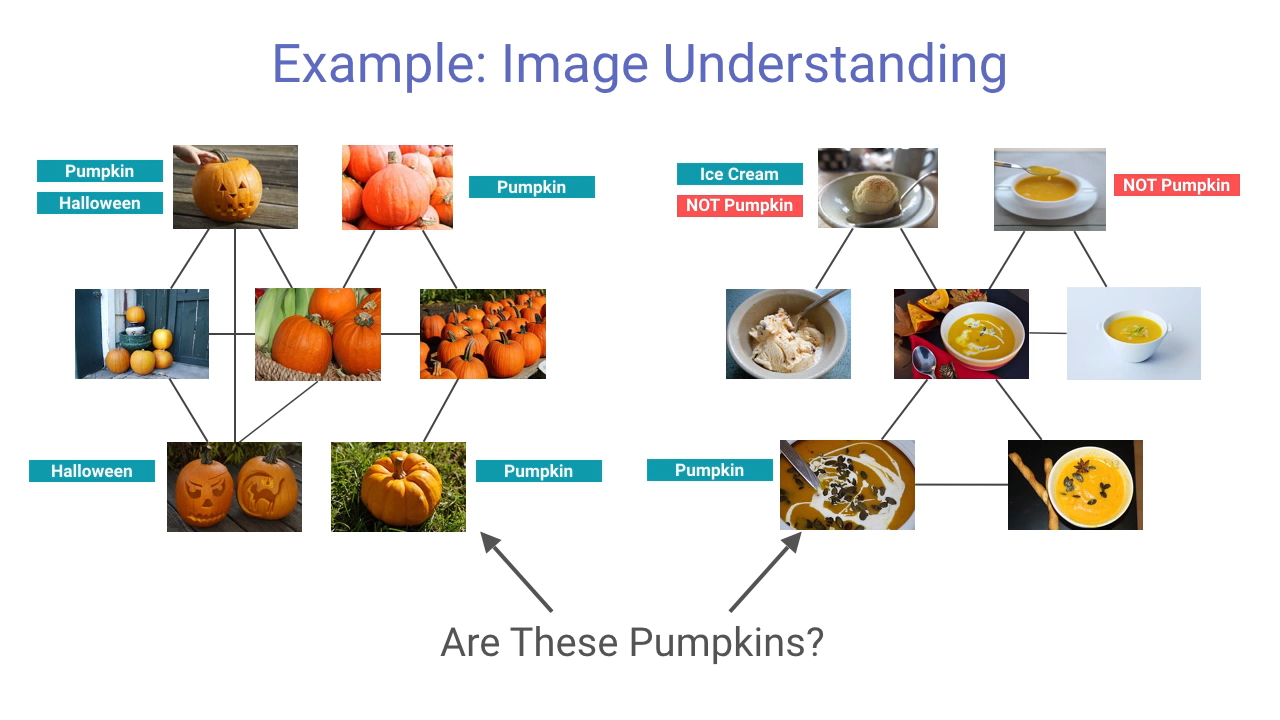 Example: Image Understanding
Pumpkin
Halloween
Pumpkin
Ice Cream
NOT Pumpkin
NOT Pumpkin
Halloween
Pumpkin
Pumpkin
Are These Pumpkins?